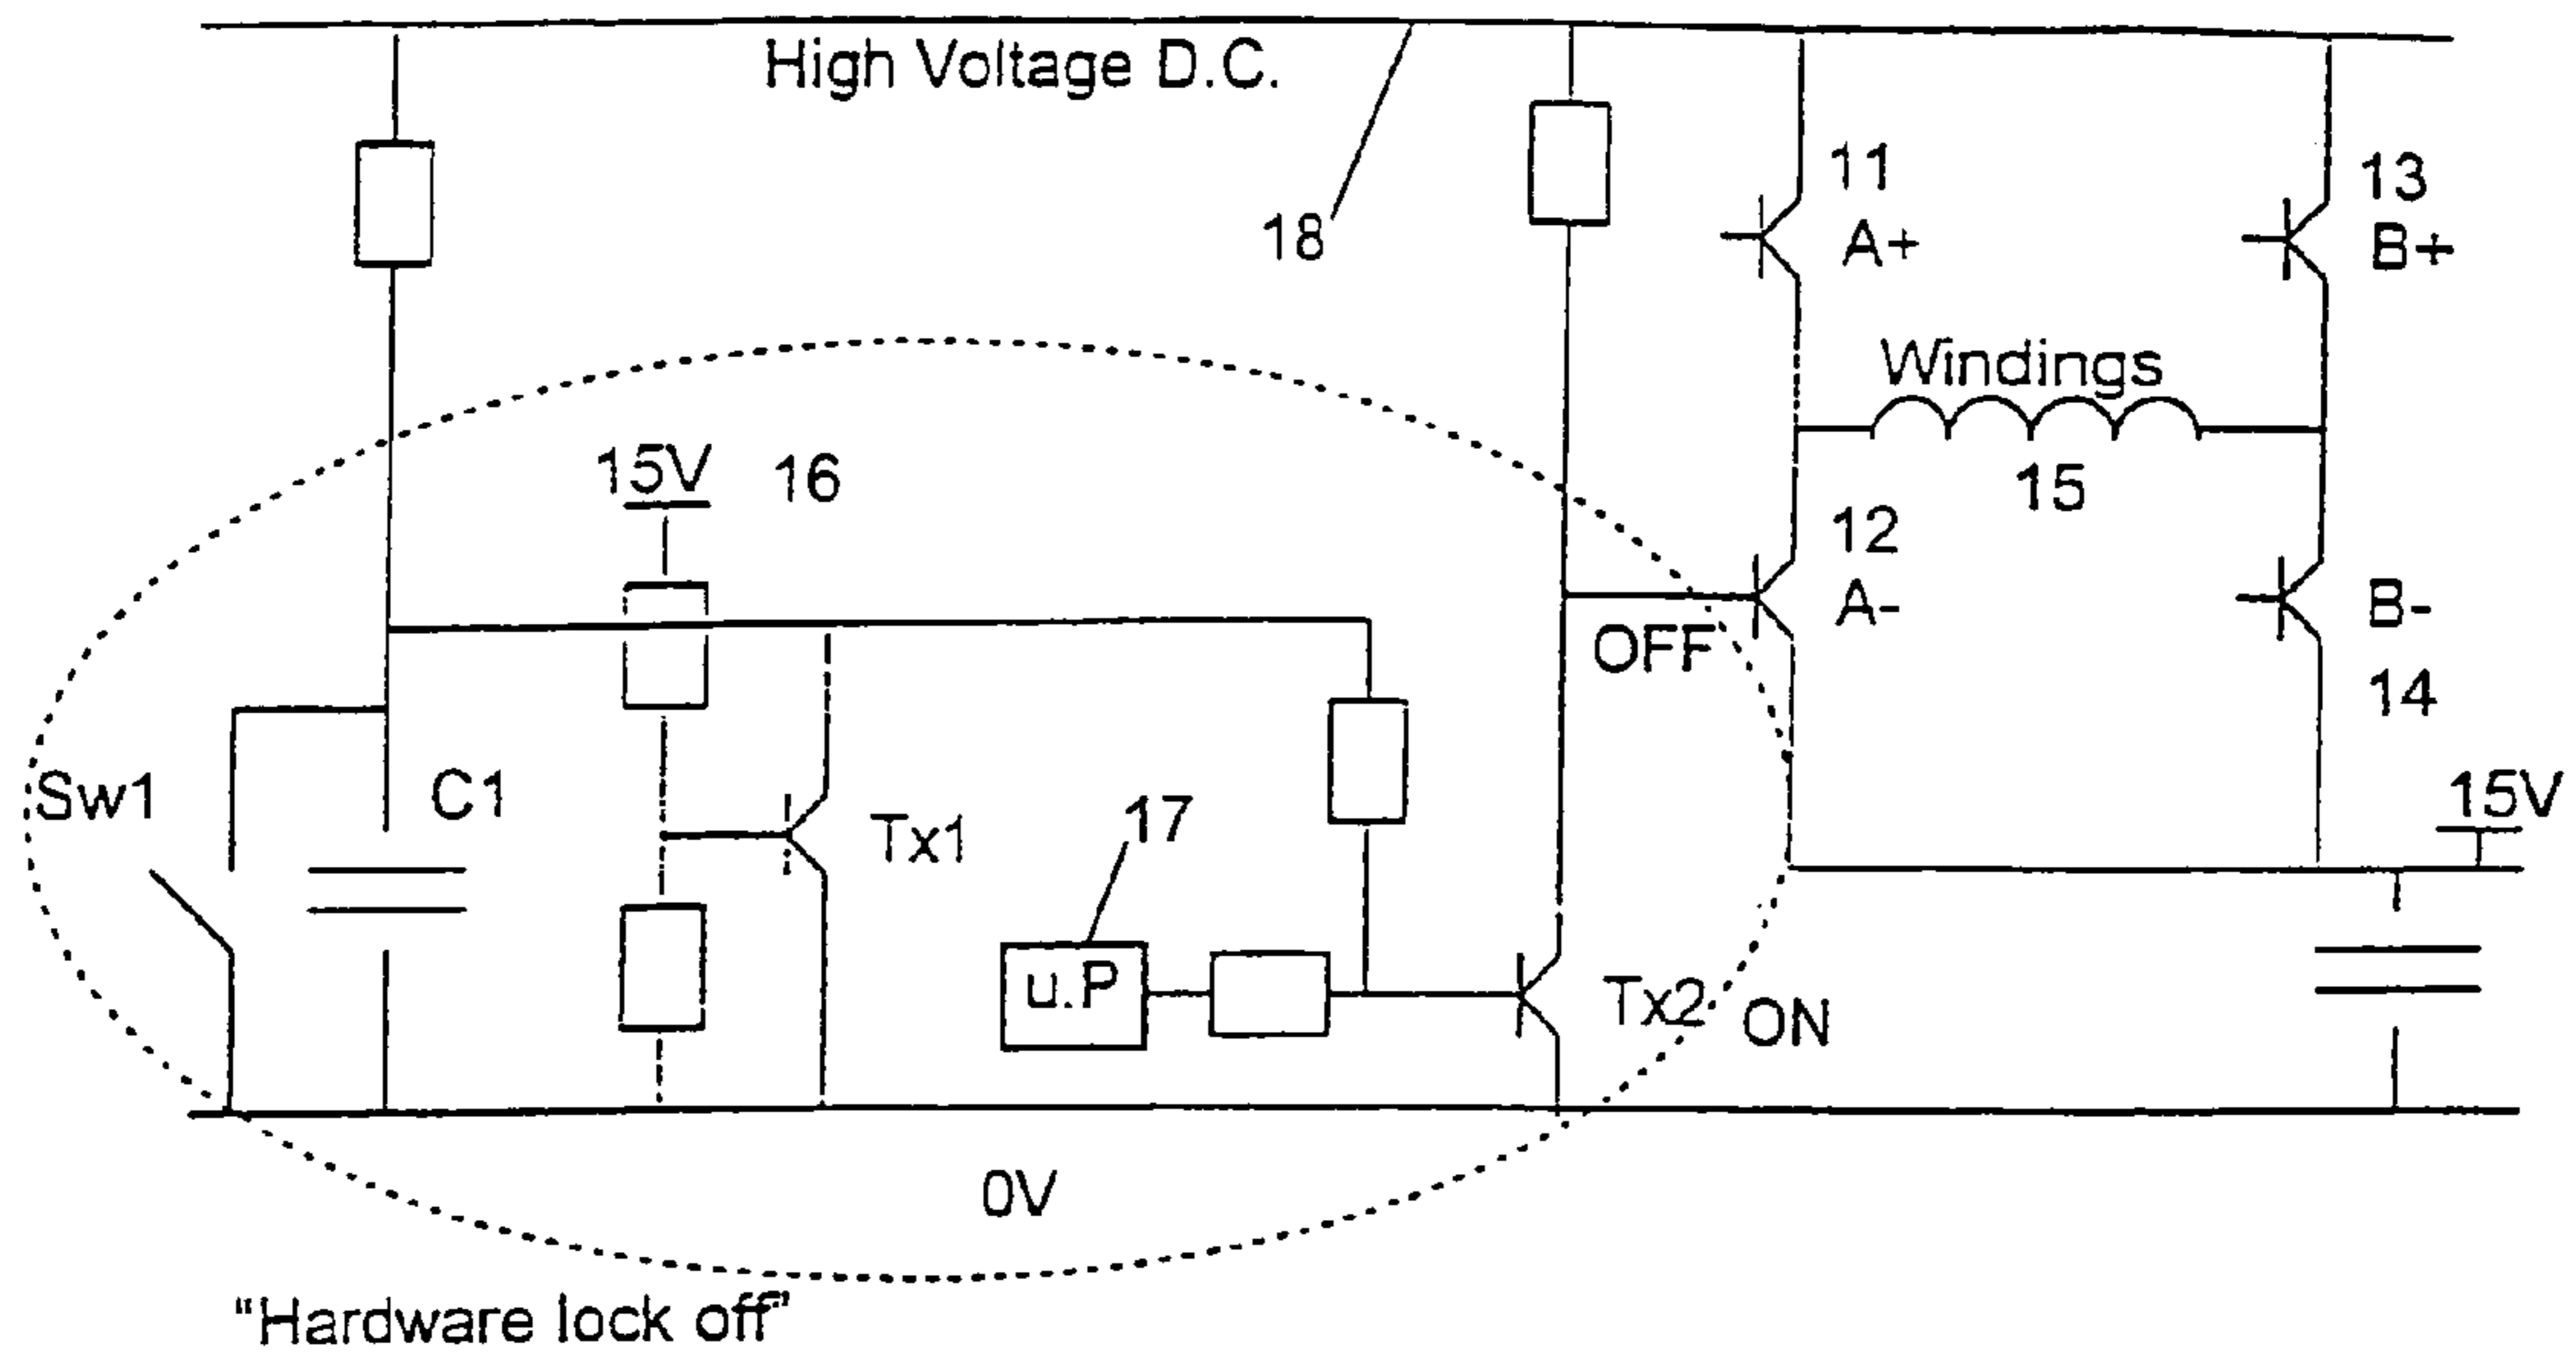 High Voltage D.C.
18
11
A+
13
B+
Windings
15
15V
16
12
A-
OFF
B-
14
Sw1
C1
Tx1
17
u.P
Tx2
ON
15V
0V
"Hardware lock off"